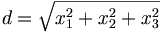 d = √(x₁² + x₂² + x₃²)